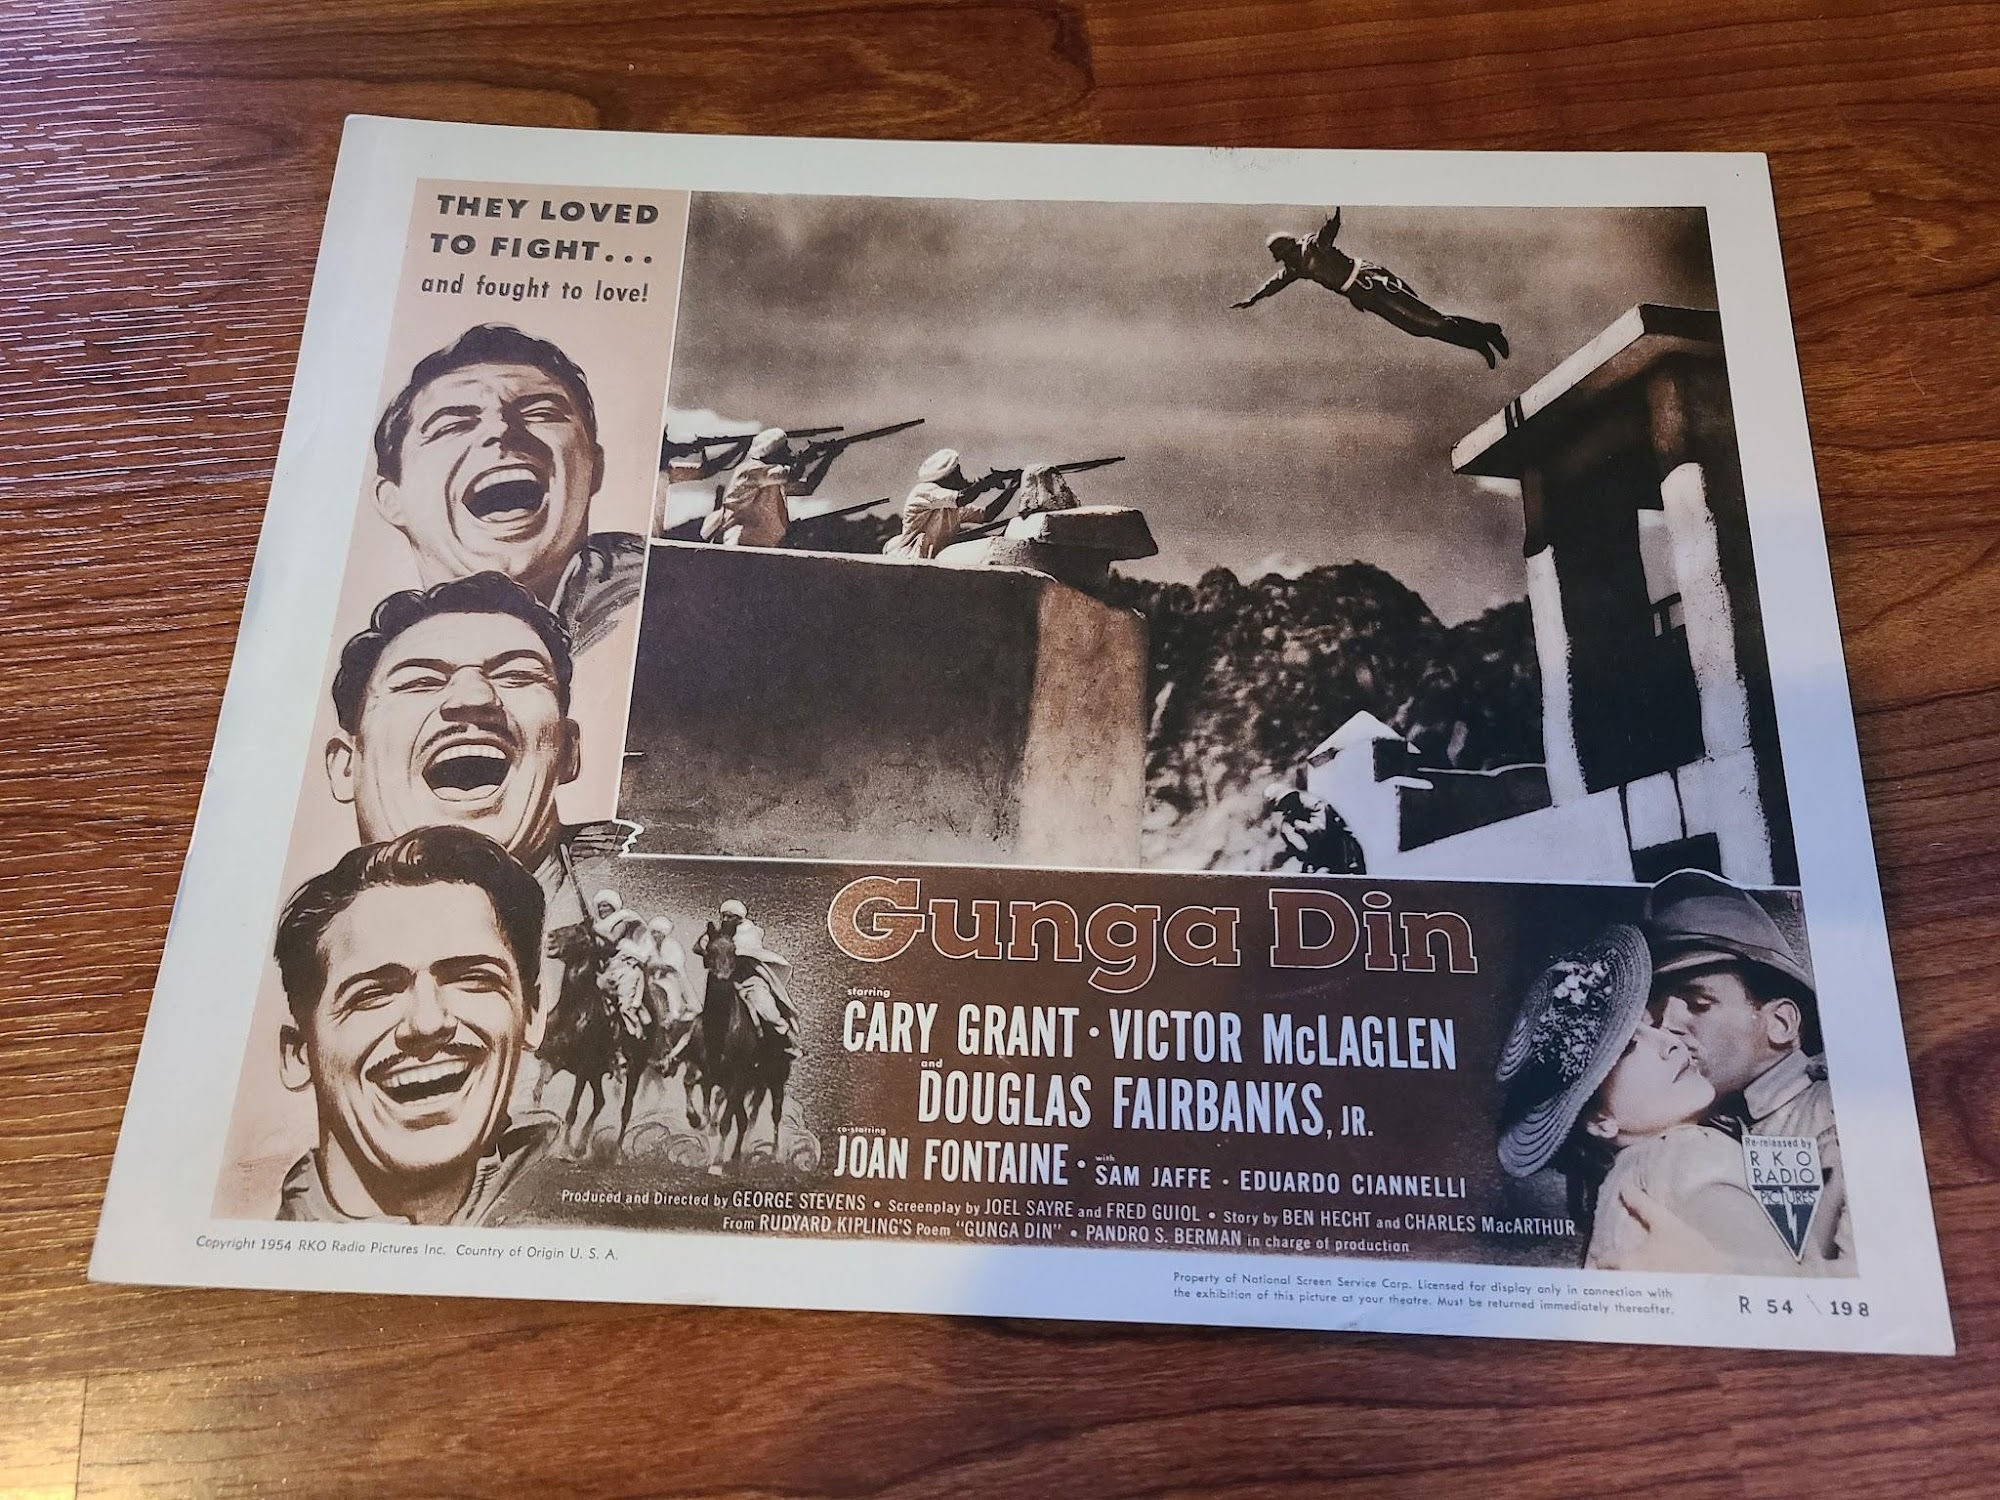 THEY LOVED
TO FIGHT...
and fought to love!
Gunga Din
starring
CARY GRANT • VICTOR McLAGLEN
and
DOUGLAS FAIRBANKS, JR.
co-starring
JOAN FONTAINE • with SAM JAFFE • EDUARDO CIANNELLI
Produced and Directed by GEORGE STEVENS • Screenplay by JOEL SAYRE and FRED GUIOL • Story by BEN HECHT and CHARLES MacARTHUR
From RUDYARD KIPLING'S Poem "GUNGA DIN" • PANDRO S. BERMAN in charge of production
Re-released by
RKO
RADIO
PICTURES
Copyright 1954 RKO Radio Pictures Inc. Country of Origin U. S. A.
Property of National Screen Service Corp. Licensed for display only in connection with
the exhibition of this picture at your theatre. Must be returned immediately thereafter.
R 54 \ 198